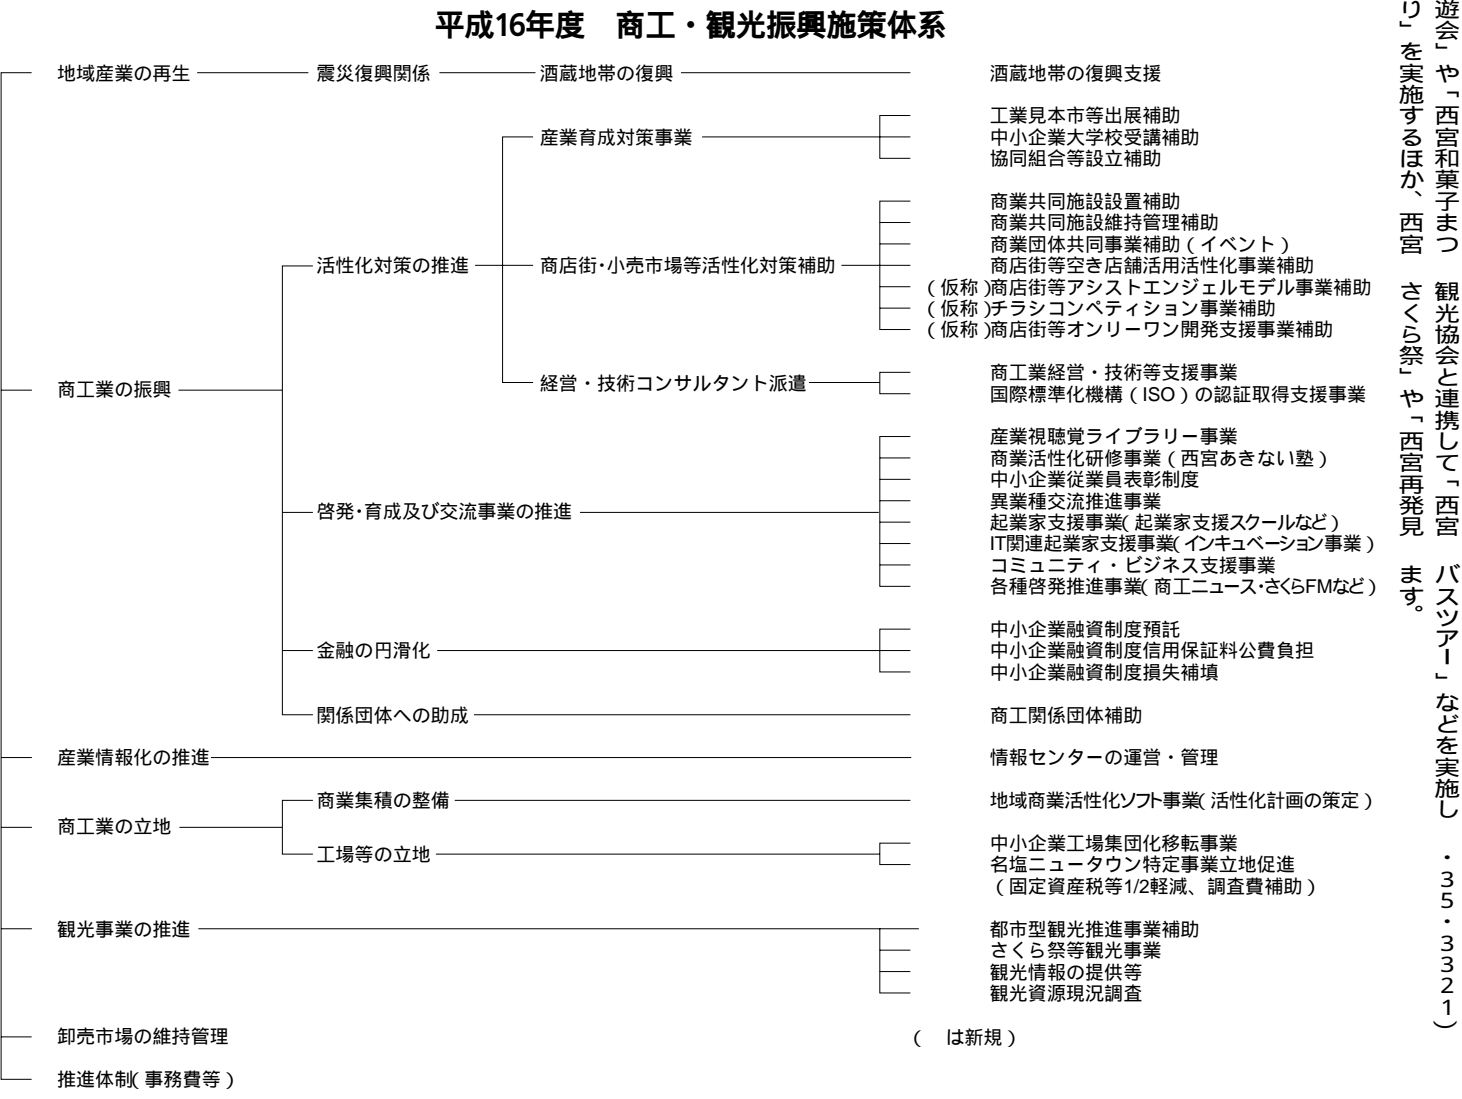 平成16年度　商工・観光振興施策体系
地域産業の再生
震災復興関係
酒蔵地帯の復興
酒蔵地帯の復興支援
商工業の振興
活性化対策の推進
産業育成対策事業
工業見本市等出展補助
中小企業大学校受講補助
協同組合等設立補助
商店街・小売市場等活性化対策補助
商業共同施設設置補助
商業共同施設維持管理補助
商業団体共同事業補助（イベント）
商店街等空き店舗活用活性化事業補助
（仮称）商店街等アシストエンジェルモデル事業補助
（仮称）チラシコンペティション事業補助
（仮称）商店街等オンリーワン開発支援事業補助
経営・技術コンサルタント派遣
商工業経営・技術等支援事業
国際標準化機構（ISO）の認証取得支援事業
啓発・育成及び交流事業の推進
産業視聴覚ライブラリー事業
商業活性化研修事業（西宮あきない塾）
中小企業従業員表彰制度
異業種交流推進事業
起業家支援事業（起業家支援スクールなど）
IT関連起業家支援事業（インキュベーション事業）
コミュニティ・ビジネス支援事業
各種啓発推進事業（商工ニュース・さくらFMなど）
金融の円滑化
中小企業融資制度預託
中小企業融資制度信用保証料公費負担
中小企業融資制度損失補填
関係団体への助成
商工関係団体補助
産業情報化の推進
情報センターの運営・管理
商工業の立地
商業集積の整備
地域商業活性化ソフト事業（活性化計画の策定）
工場等の立地
中小企業工場集団化移転事業
名塩ニュータウン特定事業立地促進
（固定資産税等1/2軽減、調査費補助）
観光事業の推進
都市型観光推進事業補助
さくら祭等観光事業
観光情報の提供等
観光資源現況調査
卸売市場の維持管理
（　は新規）
推進体制（事務費等）
遊会」や「西宮和菓子まつ
り」を実施するほか、西宮
観光協会と連携して「西宮
さくら祭」や「西宮再発見
バスツアー」などを実施し
ます。
・35・3321）